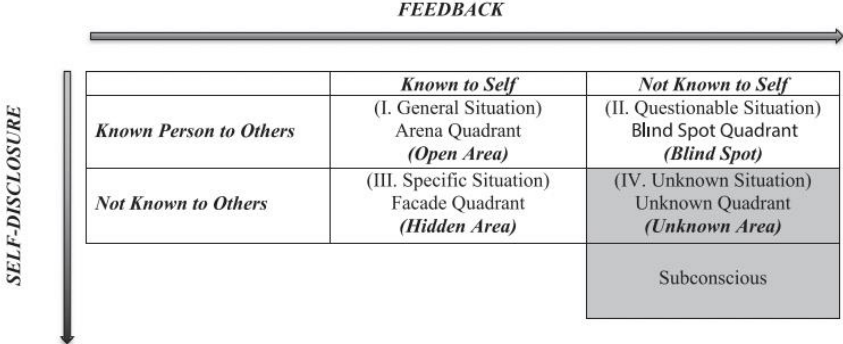 FEEDBACK
SELF-DISCLOSURE
Known to Self
Not Known to Self
Known Person to Others
(I. General Situation)
Arena Quadrant
(Open Area)
(II. Questionable Situation)
Blind Spot Quadrant
(Blind Spot)
Not Known to Others
(III. Specific Situation)
Facade Quadrant
(Hidden Area)
(IV. Unknown Situation)
Unknown Quadrant
(Unknown Area)
Subconscious